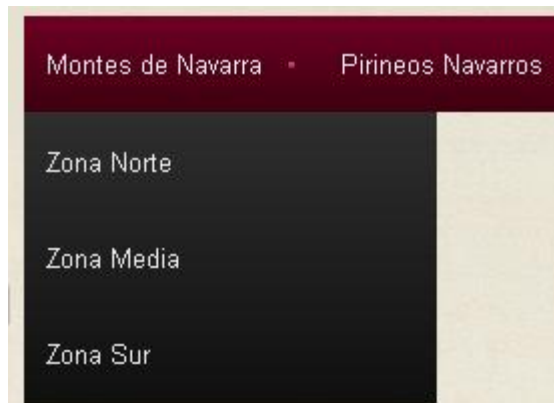 Montes de Navarra · Pirineos Navarros
Zona Norte
Zona Media
Zona Sur